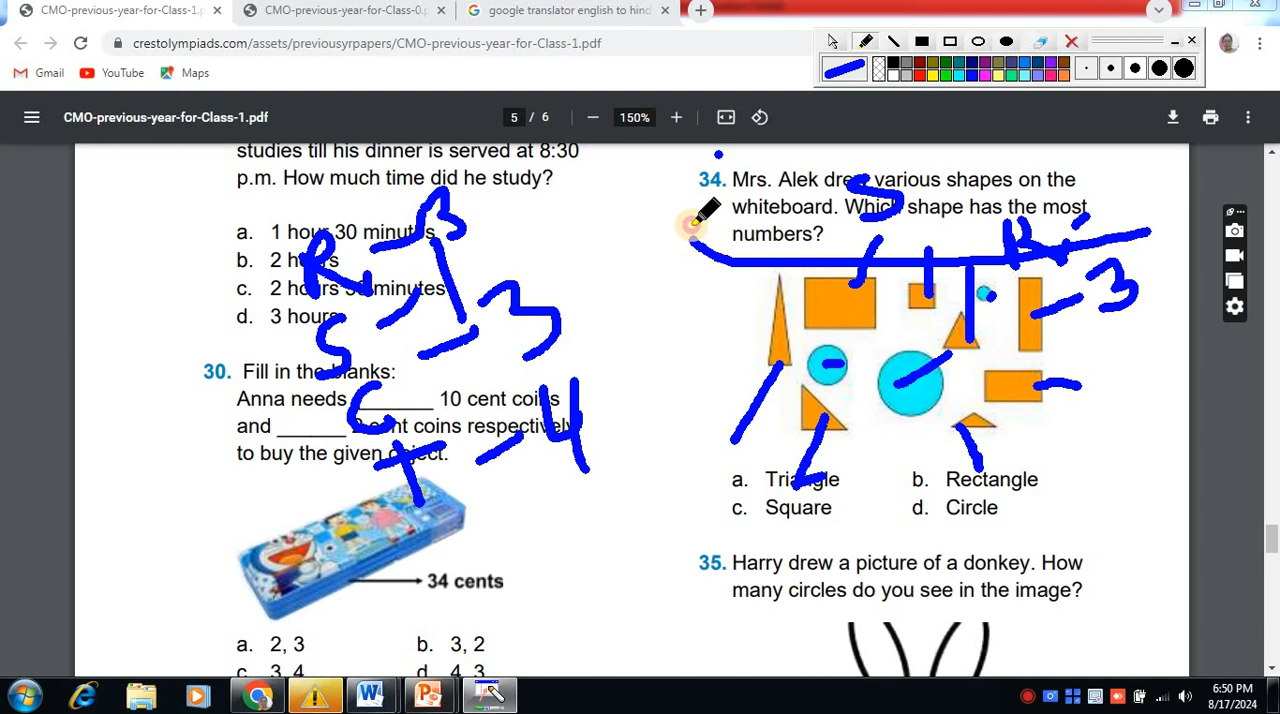 CMO-previous-year-for-Class-1.p
CMO-previous-year-for-Class-0.p
google translator english to hind
crestolympiads.com/assets/previousyrpapers/CMO-previous-year-for-Class-1.pdf
Gmail
YouTube
Maps
CMO-previous-year-for-Class-1.pdf
5 / 6
150%
studies till his dinner is served at 8:30
p.m. How much time did he study?
a. 1 hour 30 minutes
b. 2 hours
c. 2 hours 30 minutes
d. 3 hours
R - 3
S - 1
C - 3
T - 4
30. Fill in the blanks:
Anna needs _______ 10 cent coins
and ______ 2 cent coins respectively
to buy the given object.
34 cents
a. 2, 3
b. 3, 2
c. 3, 4
d. 4, 3
34. Mrs. Alek drew various shapes on the
whiteboard. Which shape has the most
numbers?
S
R
3
a. Triangle
b. Rectangle
c. Square
d. Circle
35. Harry drew a picture of a donkey. How
many circles do you see in the image?
6:50 PM
8/17/2024